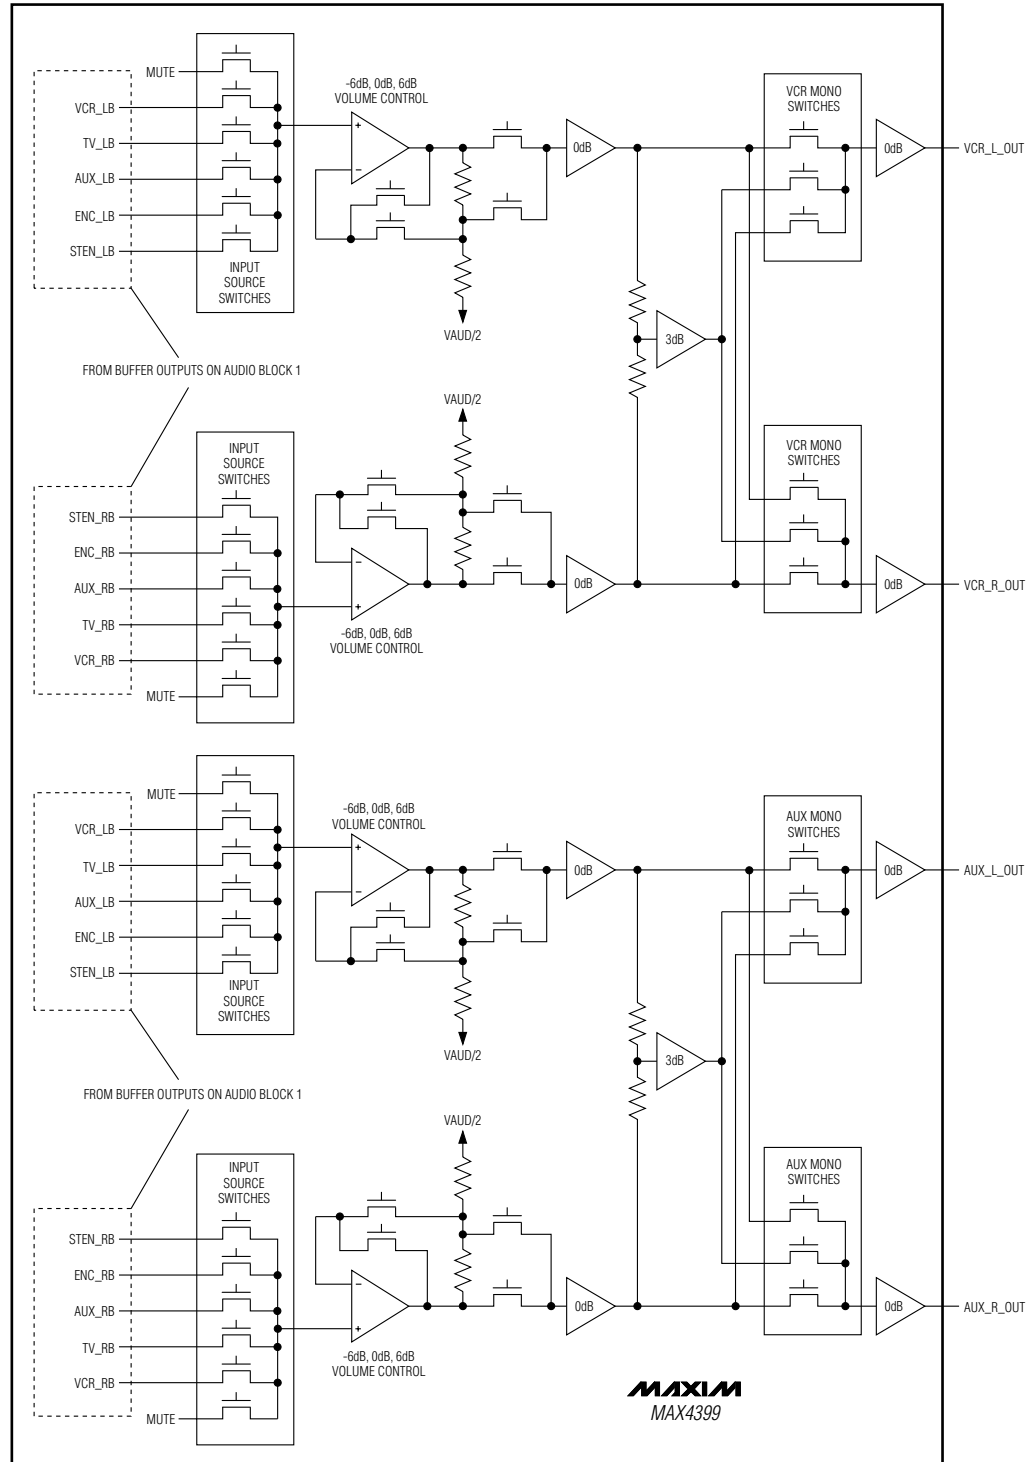 MUTE
VCR_LB
TV_LB
AUX_LB
ENC_LB
STEN_LB
INPUT
SOURCE
SWITCHES
-6dB, 0dB, 6dB
VOLUME CONTROL
VAUD/2
0dB
3dB
VCR MONO
SWITCHES
0dB
VCR_L_OUT
FROM BUFFER OUTPUTS ON AUDIO BLOCK 1
INPUT
SOURCE
SWITCHES
STEN_RB
ENC_RB
AUX_RB
TV_RB
VCR_RB
MUTE
VAUD/2
-6dB, 0dB, 6dB
VOLUME CONTROL
0dB
VCR MONO
SWITCHES
0dB
VCR_R_OUT
MUTE
VCR_LB
TV_LB
AUX_LB
ENC_LB
STEN_LB
INPUT
SOURCE
SWITCHES
-6dB, 0dB, 6dB
VOLUME CONTROL
VAUD/2
0dB
3dB
AUX MONO
SWITCHES
0dB
AUX_L_OUT
FROM BUFFER OUTPUTS ON AUDIO BLOCK 1
INPUT
SOURCE
SWITCHES
STEN_RB
ENC_RB
AUX_RB
TV_RB
VCR_RB
MUTE
VAUD/2
-6dB, 0dB, 6dB
VOLUME CONTROL
0dB
AUX MONO
SWITCHES
0dB
AUX_R_OUT
MAXIM
MAX4399